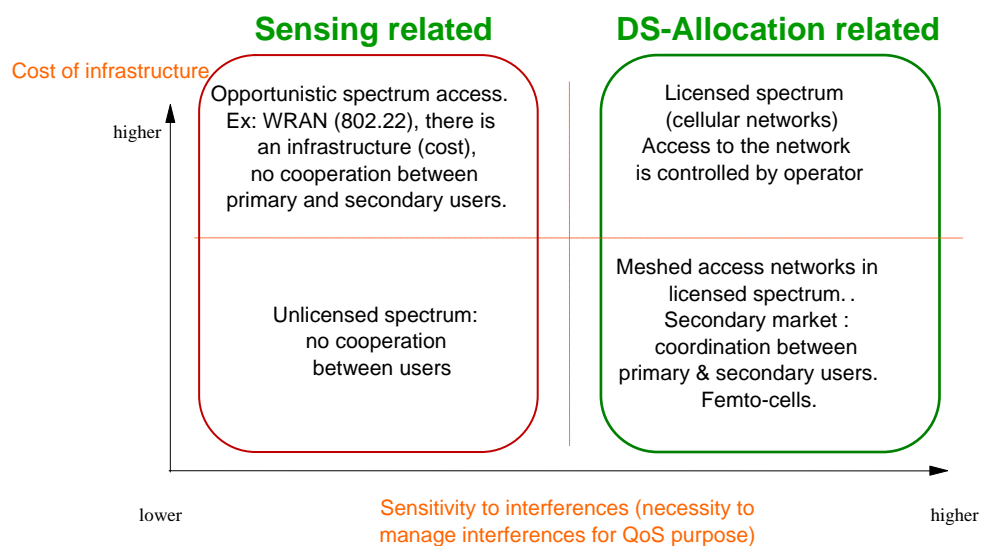 Sensing related
DS-Allocation related
Cost of infrastructure
higher
Opportunistic spectrum access.
Ex: WRAN (802.22), there is
an infrastructure (cost),
no cooperation between
primary and secondary users.
Licensed spectrum
(cellular networks)
Access to the network
is controlled by operator
Unlicensed spectrum:
no cooperation
between users
Meshed access networks in
licensed spectrum. .
Secondary market :
coordination between
primary & secondary users.
Femto-cells.
lower
Sensitivity to interferences (necessity to
manage interferences for QoS purpose)
higher